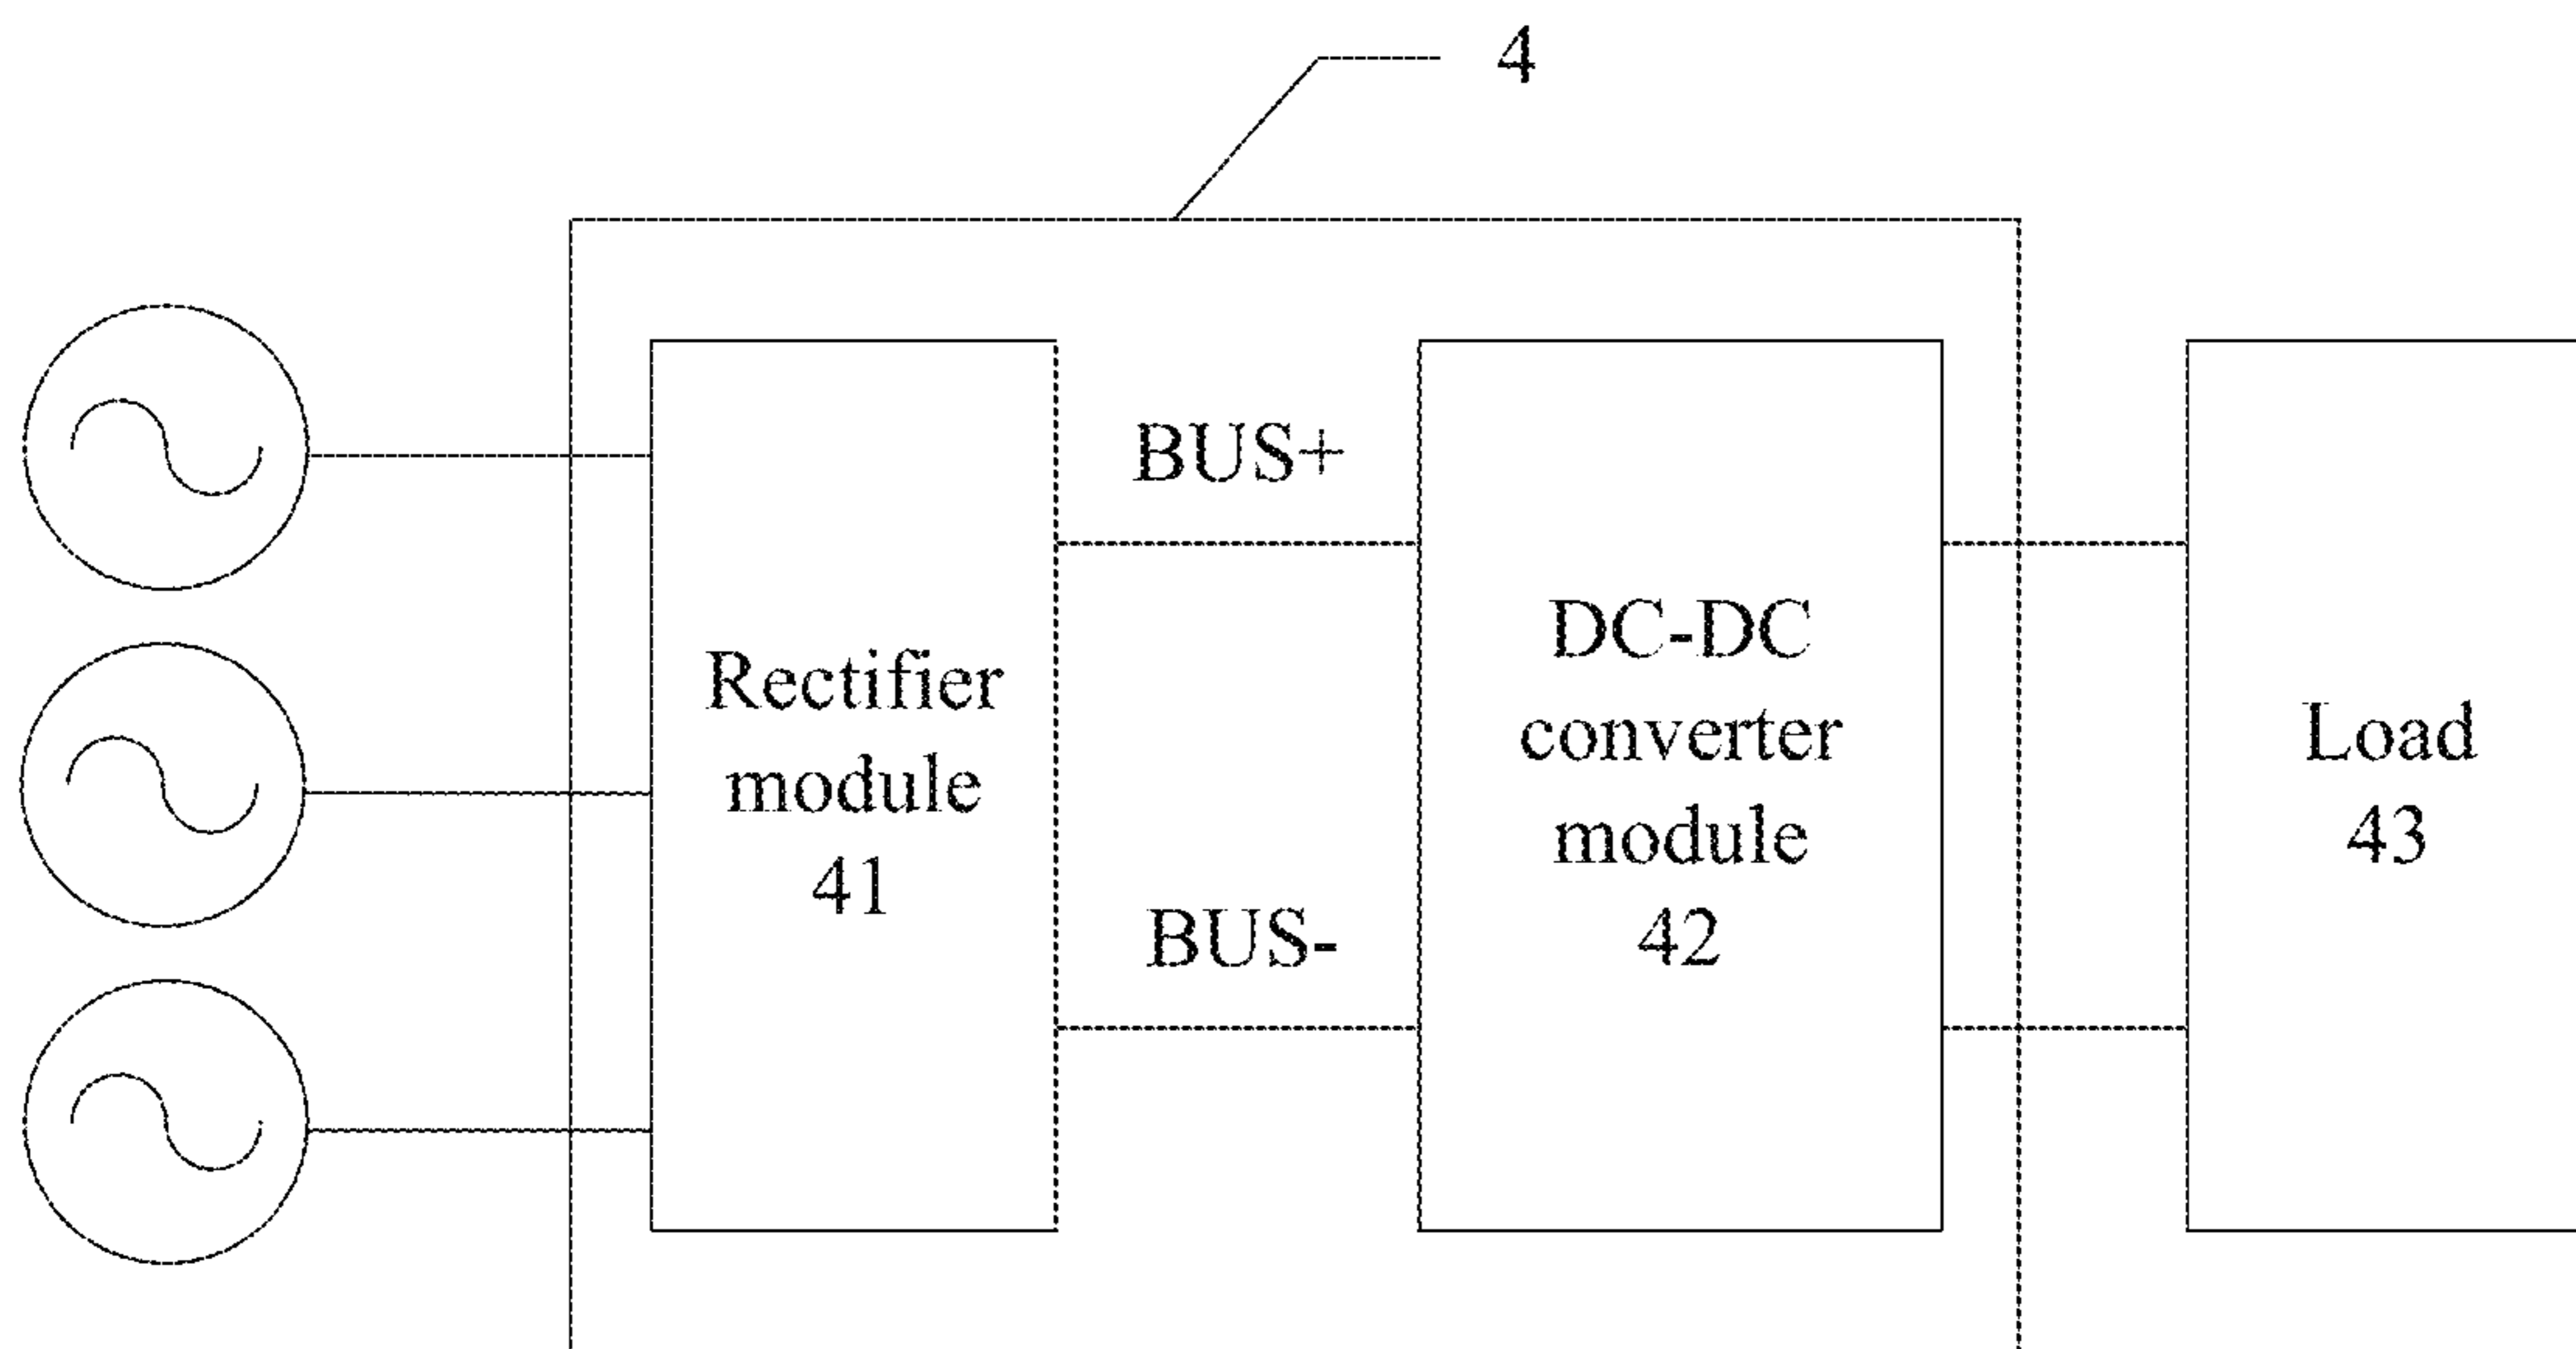 4
BUS+
Rectifier
module
41
BUS-
DC-DC
converter
module
42
Load
43